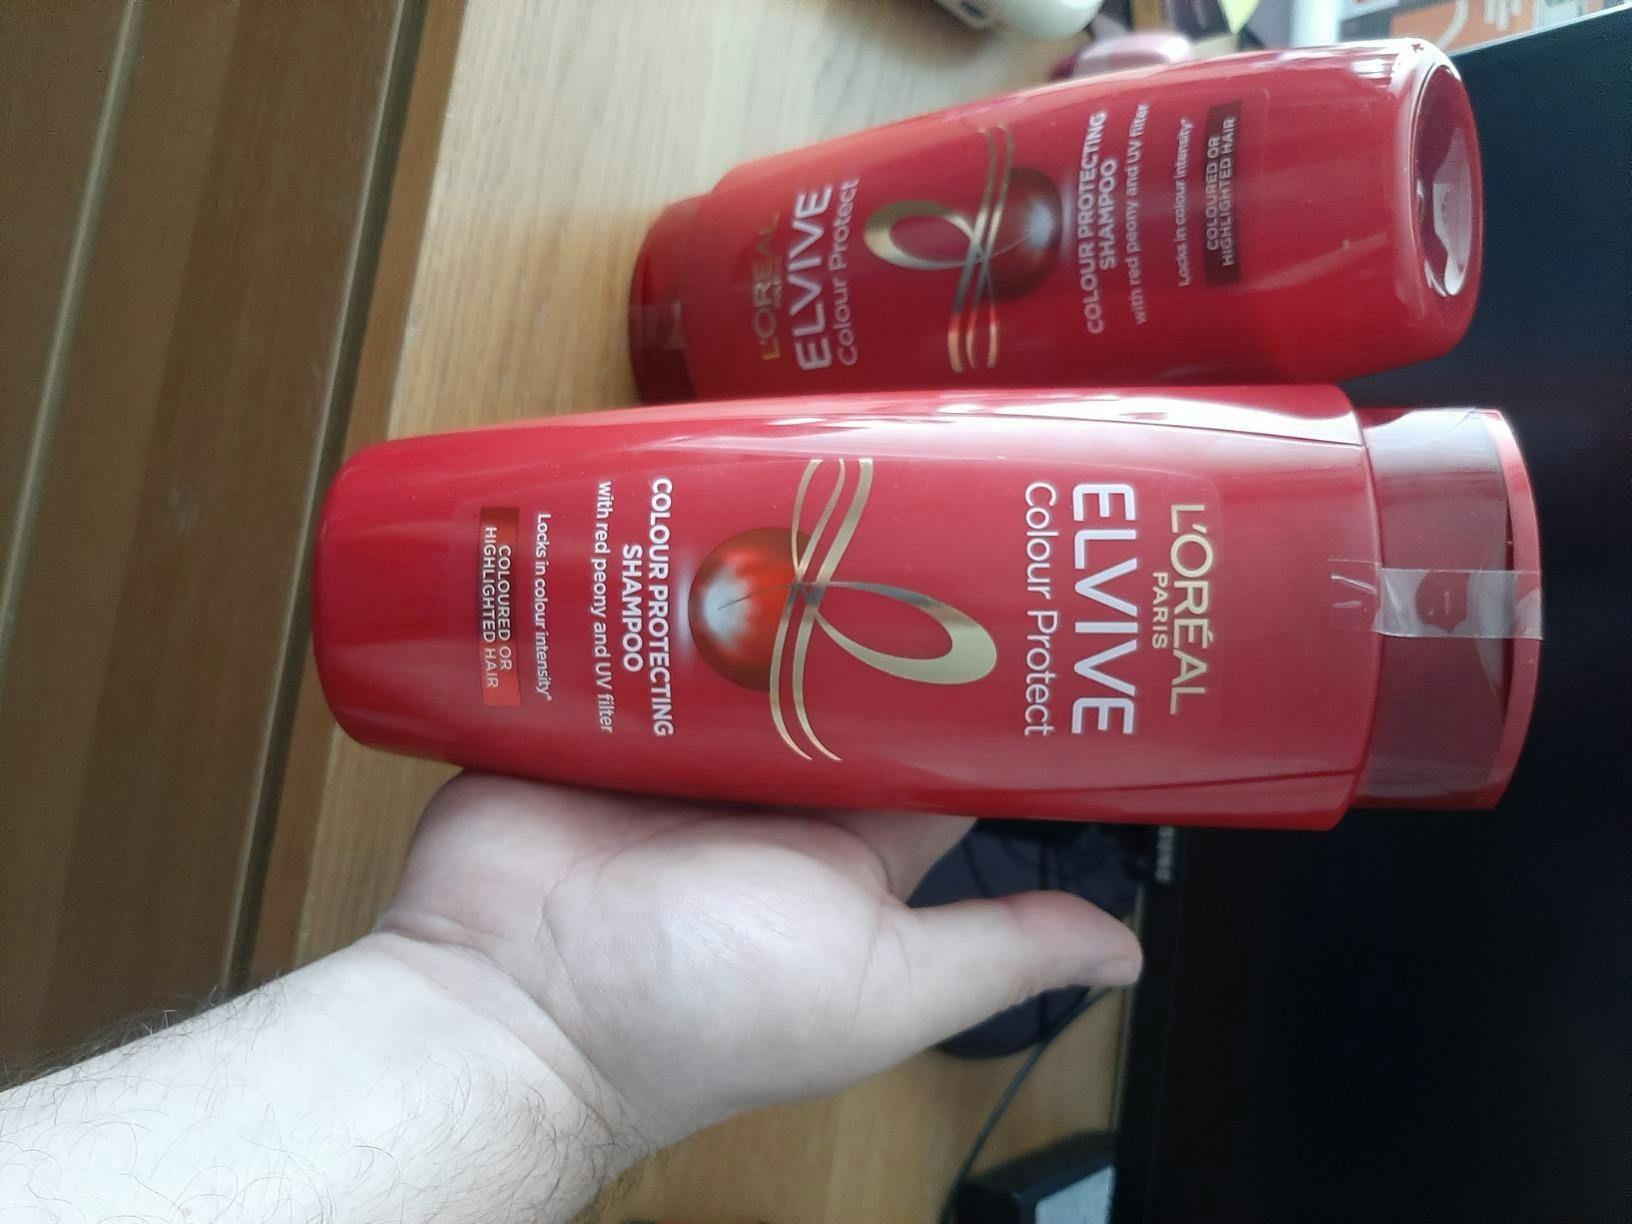 L'ORÉAL
PARIS
ELVIVE
Colour Protect
COLOUR PROTECTING
SHAMPOO
with red peony and UV filter
Locks in colour intensity*
COLOURED OR
HIGHLIGHTED HAIR
L'ORÉAL
PARIS
ELVIVE
Colour Protect
COLOUR PROTECTING
SHAMPOO
with red peony and UV filter
Locks in colour intensity*
COLOURED OR
HIGHLIGHTED HAIR